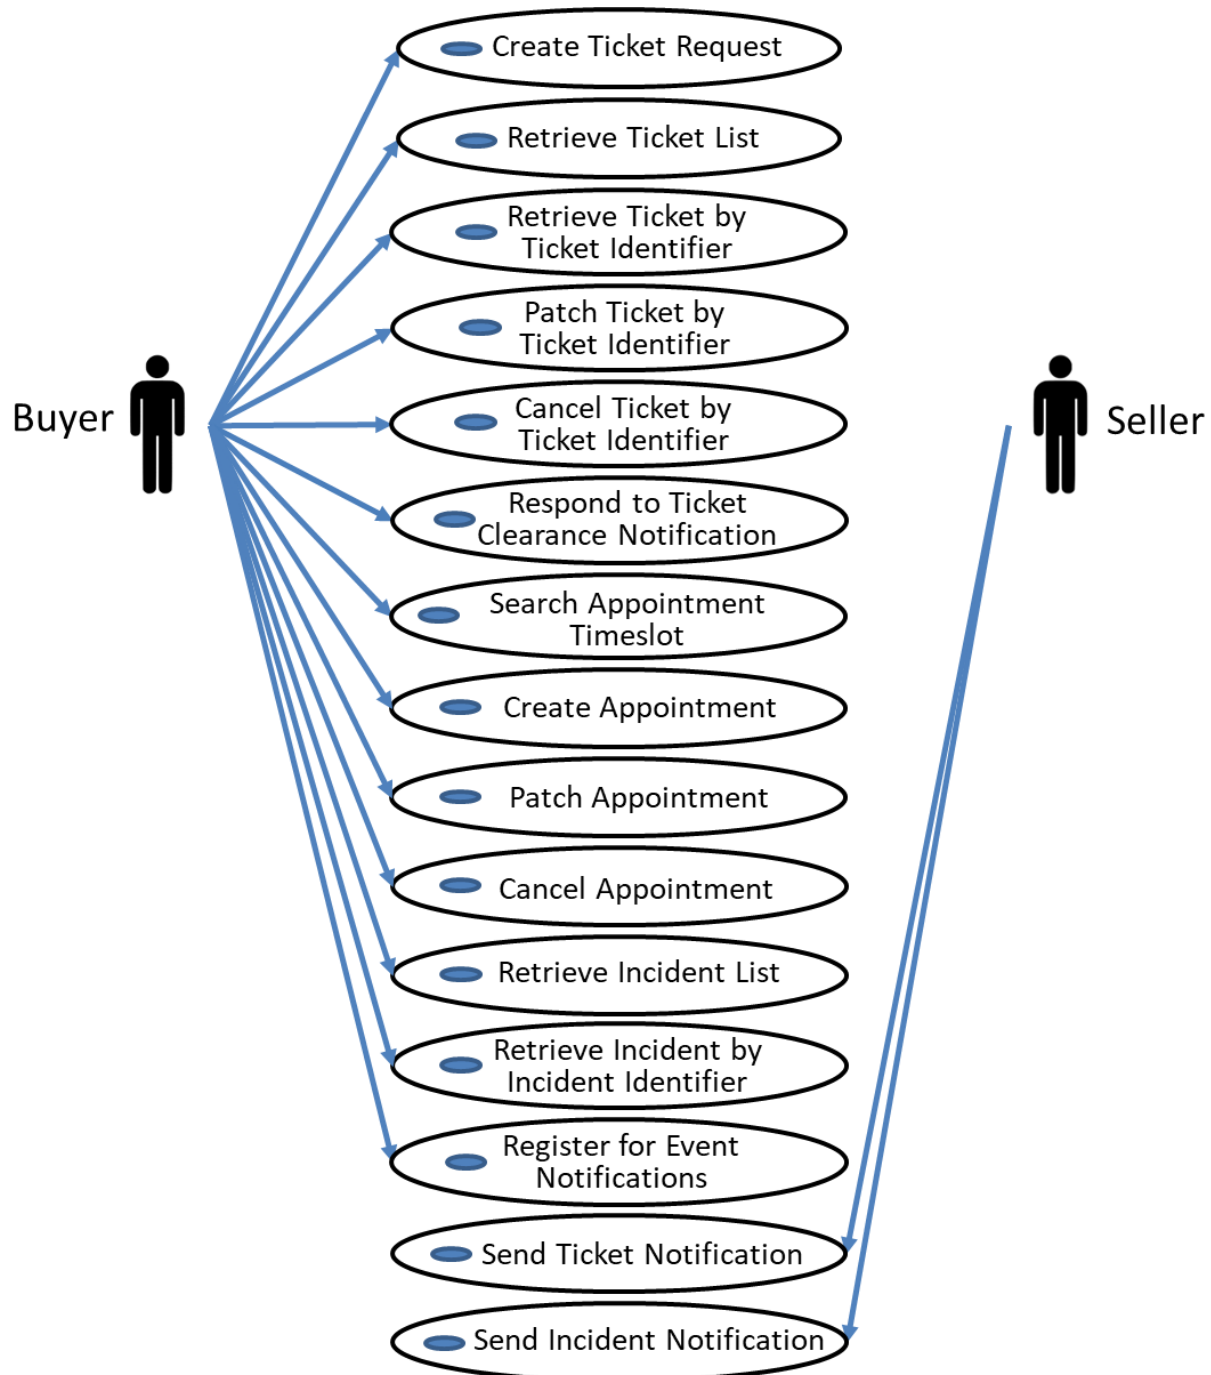 Create Ticket Request
Retrieve Ticket List
Retrieve Ticket by
Ticket Identifier
Patch Ticket by
Ticket Identifier
Buyer
Cancel Ticket by
Ticket Identifier
Seller
Respond to Ticket
Clearance Notification
Search Appointment
Timeslot
Create Appointment
Patch Appointment
Cancel Appointment
Retrieve Incident List
Retrieve Incident by
Incident Identifier
Register for Event
Notifications
Send Ticket Notification
Send Incident Notification